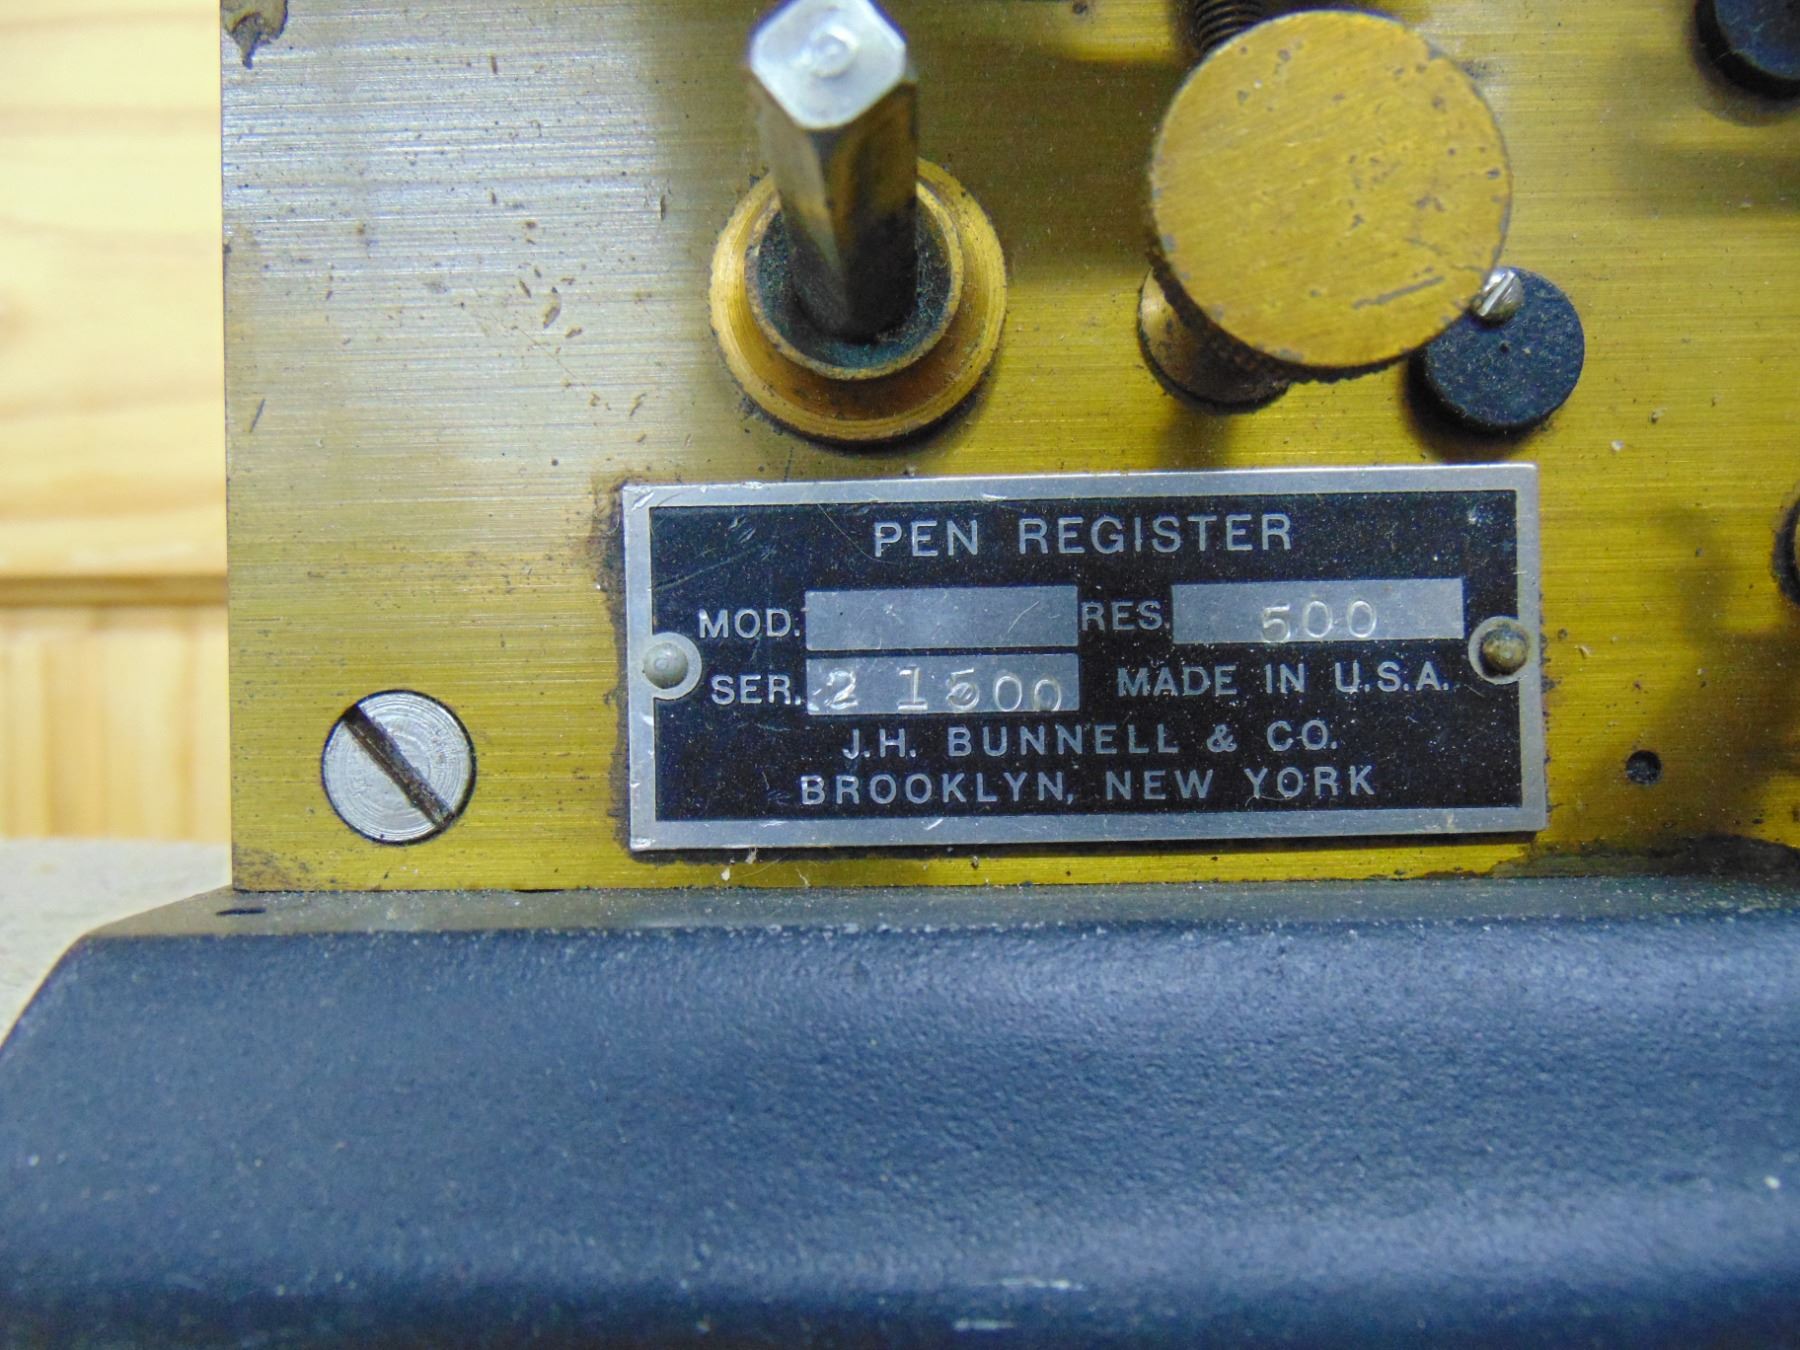 PEN REGISTER
MOD. RES. 500
SER. 2 1500 MADE IN U.S.A.
J.H. BUNNELL & CO.
BROOKLYN, NEW YORK